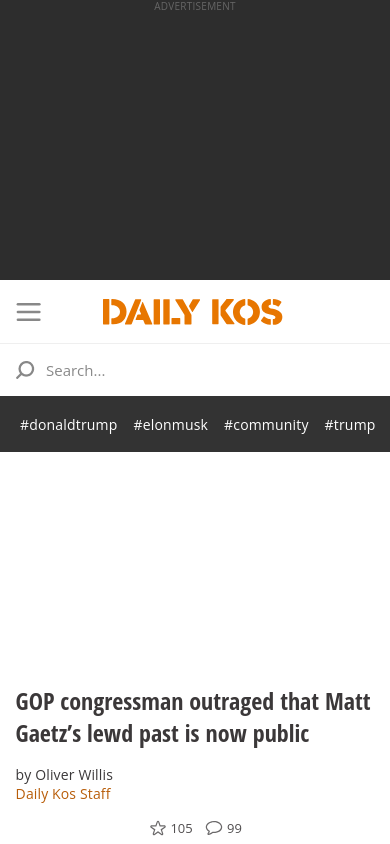 ADVERTISEMENT
DAILY KOS
Search...
#donaldtrump #elonmusk #community #trump
GOP congressman outraged that Matt
Gaetz’s lewd past is now public
by Oliver Willis
Daily Kos Staff
105 99